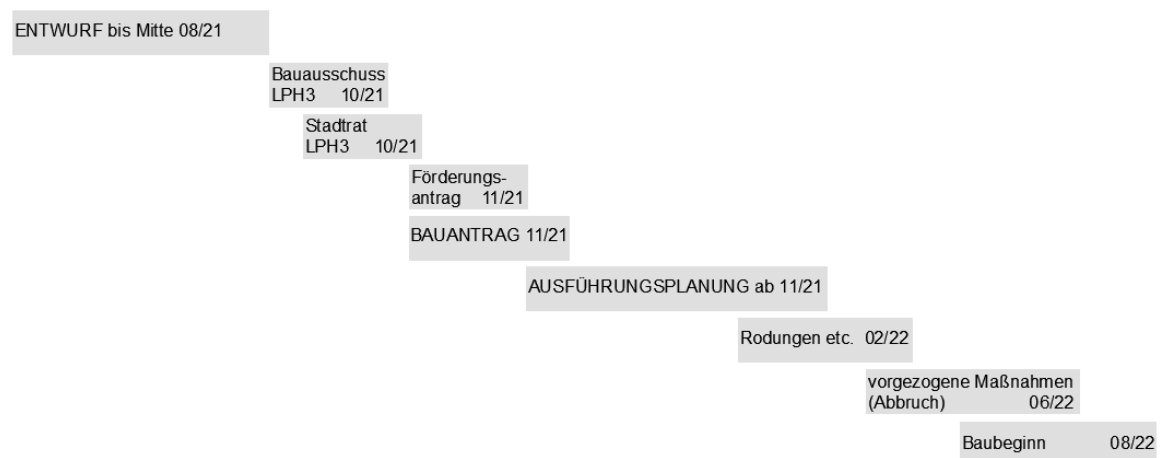 ENTWURF bis Mitte 08/21
Bauausschuss
LPH3 10/21
Stadtrat
LPH3 10/21
Förderungs-
antrag 11/21
BAUANTRAG 11/21
AUSFÜHRUNGSPLANUNG ab 11/21
Rodungen etc. 02/22
vorgezogene Maßnahmen
(Abbruch) 06/22
Baubeginn 08/22